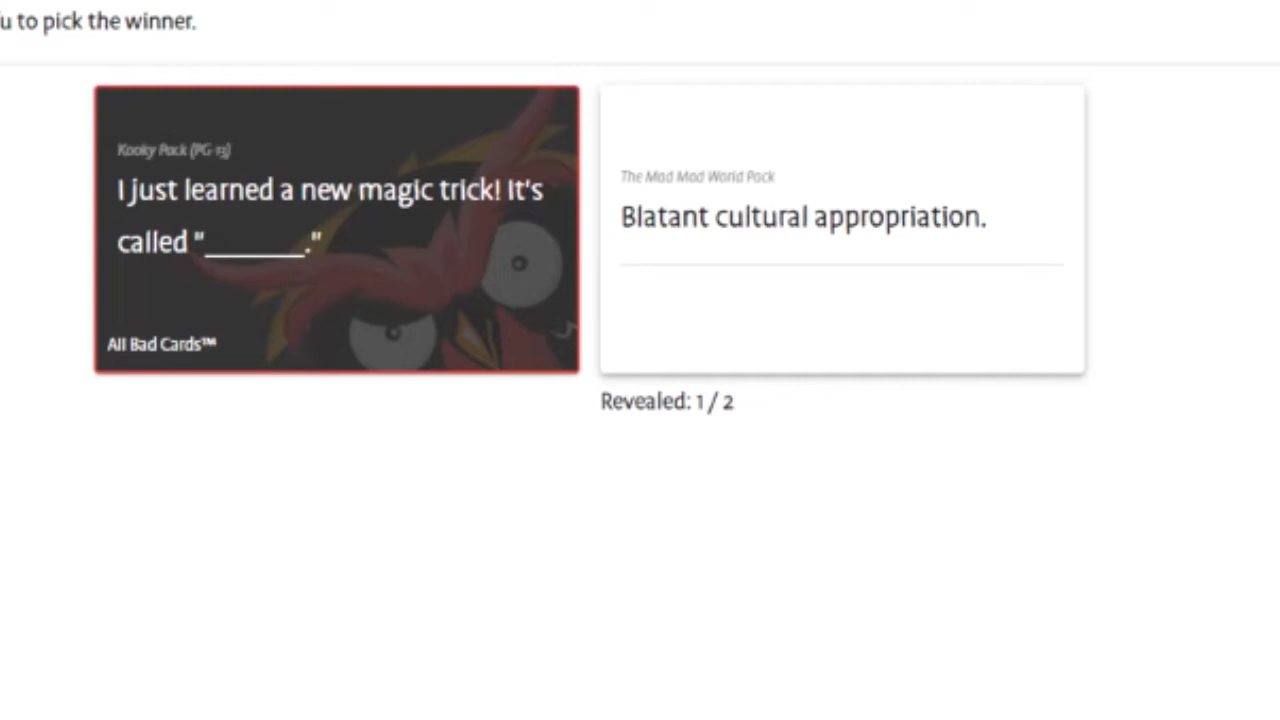 to pick the winner.
Kooky Pack (PG-13)
I just learned a new magic trick! It's
called "________."
All Bad Cards™
The Mad Mad World Pack
Blatant cultural appropriation.
Revealed: 1 / 2